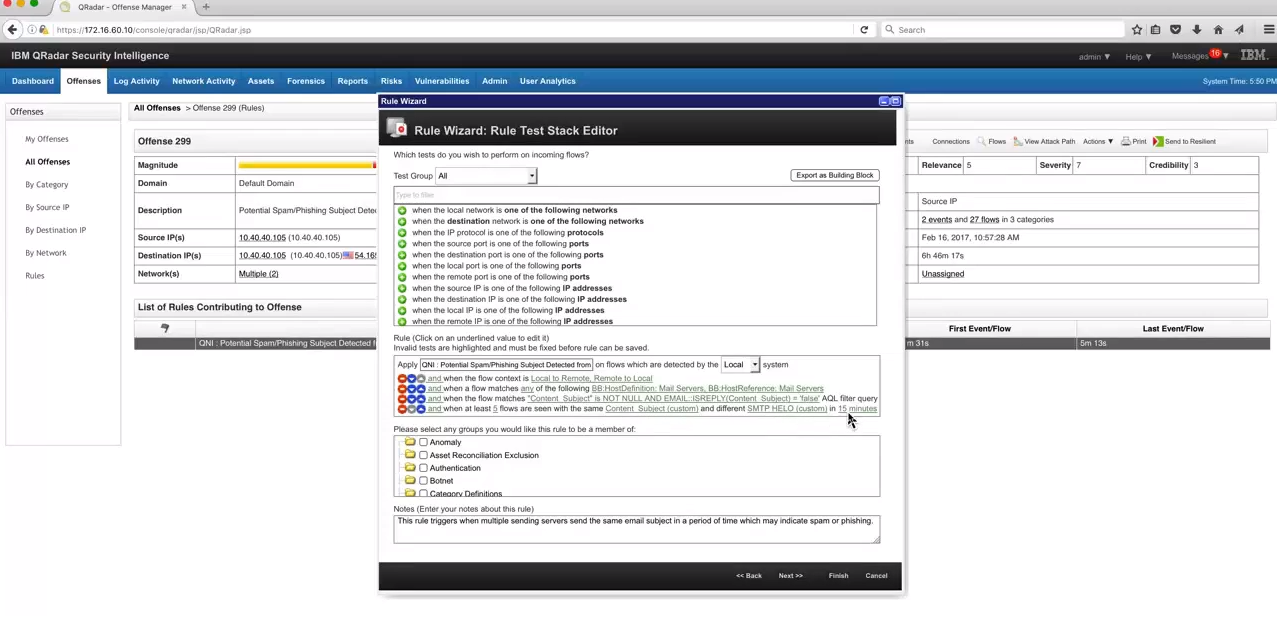 QRadar - Offense Manager
https://172.16.60.10/console/qradar/jsp/QRadar.jsp
Search
IBM QRadar Security Intelligence
admin Help Messages 16 IBM
Dashboard Offenses Log Activity Network Activity Assets Forensics Reports Risks Vulnerabilities Admin User Analytics System Time: 5:50 PM
Offenses
My Offenses
All Offenses
By Category
By Source IP
By Destination IP
By Network
Rules
All Offenses > Offense 299 (Rules)
Offense 299
Connections Flows View Attack Path Actions Print Send to Resilient
Magnitude
Relevance 5 Severity 7 Credibility 3
Domain Default Domain
Description Potential Spam/Phishing Subject
Source IP
2 events and 27 flows in 3 categories
Source IP(s) 10.40.40.105 (10.40.40.105)
Feb 16, 2017, 10:57:28 AM
Destination IP(s) 10.40.40.105 (10.40.40.105)
6h 46m 17s
Network(s) Multiple (2)
Unassigned
List of Rules Contributing to Offense
First Event/Flow Last Event/Flow
QNI : Potential Spam/Phishing Subject Detected
m 31s 5m 13s
Rule Wizard
Rule Wizard: Rule Test Stack Editor
Which tests do you wish to perform on incoming flows?
Test Group All
Export as Building Block
Type to filter
when the local network is one of the following networks
when the destination network is one of the following networks
when the IP protocol is one of the following protocols
when the source port is one of the following ports
when the destination port is one of the following ports
when the local port is one of the following ports
when the remote port is one of the following ports
when the source IP is one of the following IP addresses
when the destination IP is one of the following IP addresses
when the local IP is one of the following IP addresses
when the remote IP is one of the following IP addresses
Rule (Click on an underlined value to edit it)
Invalid tests are highlighted and must be fixed before rule can be saved.
Apply QNI : Potential Spam/Phishing Subject Detected from on flows which are detected by the Local system
and when the flow context is Local to Remote, Remote to Local
and when a flow matches any of the following BB:HostDefinition: Mail Servers, BB:HostReference: Mail Servers
and when the flow matches "Content_Subject" is NOT NULL AND EMAIL::ISREPLY(Content_Subject) = 'false' AQL filter query
and when at least 5 flows are seen with the same Content_Subject (custom) and different SMTP HELO (custom) in 15 minutes
Please select any groups you would like this rule to be a member of:
Anomaly
Asset Reconciliation Exclusion
Authentication
Botnet
Category Definitions
Notes (Enter your notes about this rule)
This rule triggers when multiple sending servers send the same email subject in a period of time which may indicate spam or phishing.
<< Back Next >> Finish Cancel